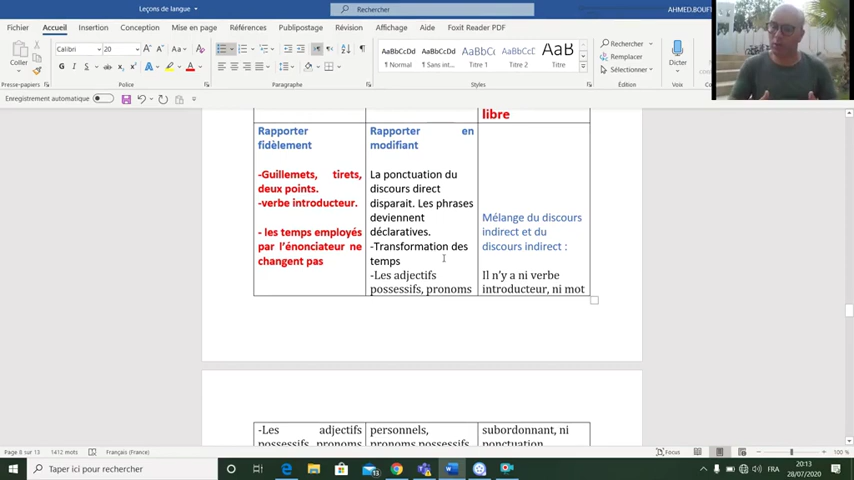 Leçons de langue
Rechercher
AHMED.BOUFT
Fichier Accueil Insertion Conception Mise en page Références Publipostage Révision Affichage Aide Foxit Reader PDF
Coller
Calibri 20
AaBbCcDd AaBbCcDd AaBbCc AaBbCcD AaB
Normal Sans int... Titre 1 Titre 2 Titre
Rechercher
Remplacer
Sélectionner
Dicter
Presse-papiers Police Paragraphe Styles Édition Voix
Enregistrement automatique
libre
Rapporter
fidèlement
-Guillemets, tirets,
deux points.
-verbe introducteur.
- les temps employés
par l’énonciateur ne
changent pas
Rapporter en
modifiant
La ponctuation du
discours direct
disparait. Les phrases
deviennent
déclaratives.
-Transformation des
temps
-Les adjectifs
possessifs, pronoms
Mélange du discours
indirect et du
discours indirect :
Il n’y a ni verbe
introducteur, ni mot
-Les adjectifs
possessifs, pronoms
personnels,
pronoms possessifs
subordonnant, ni
ponctuation
Page 8 sur 13 1412 mots Français (France)
Focus
100 %
Taper ici pour rechercher
FRA
20:13
28/07/2020